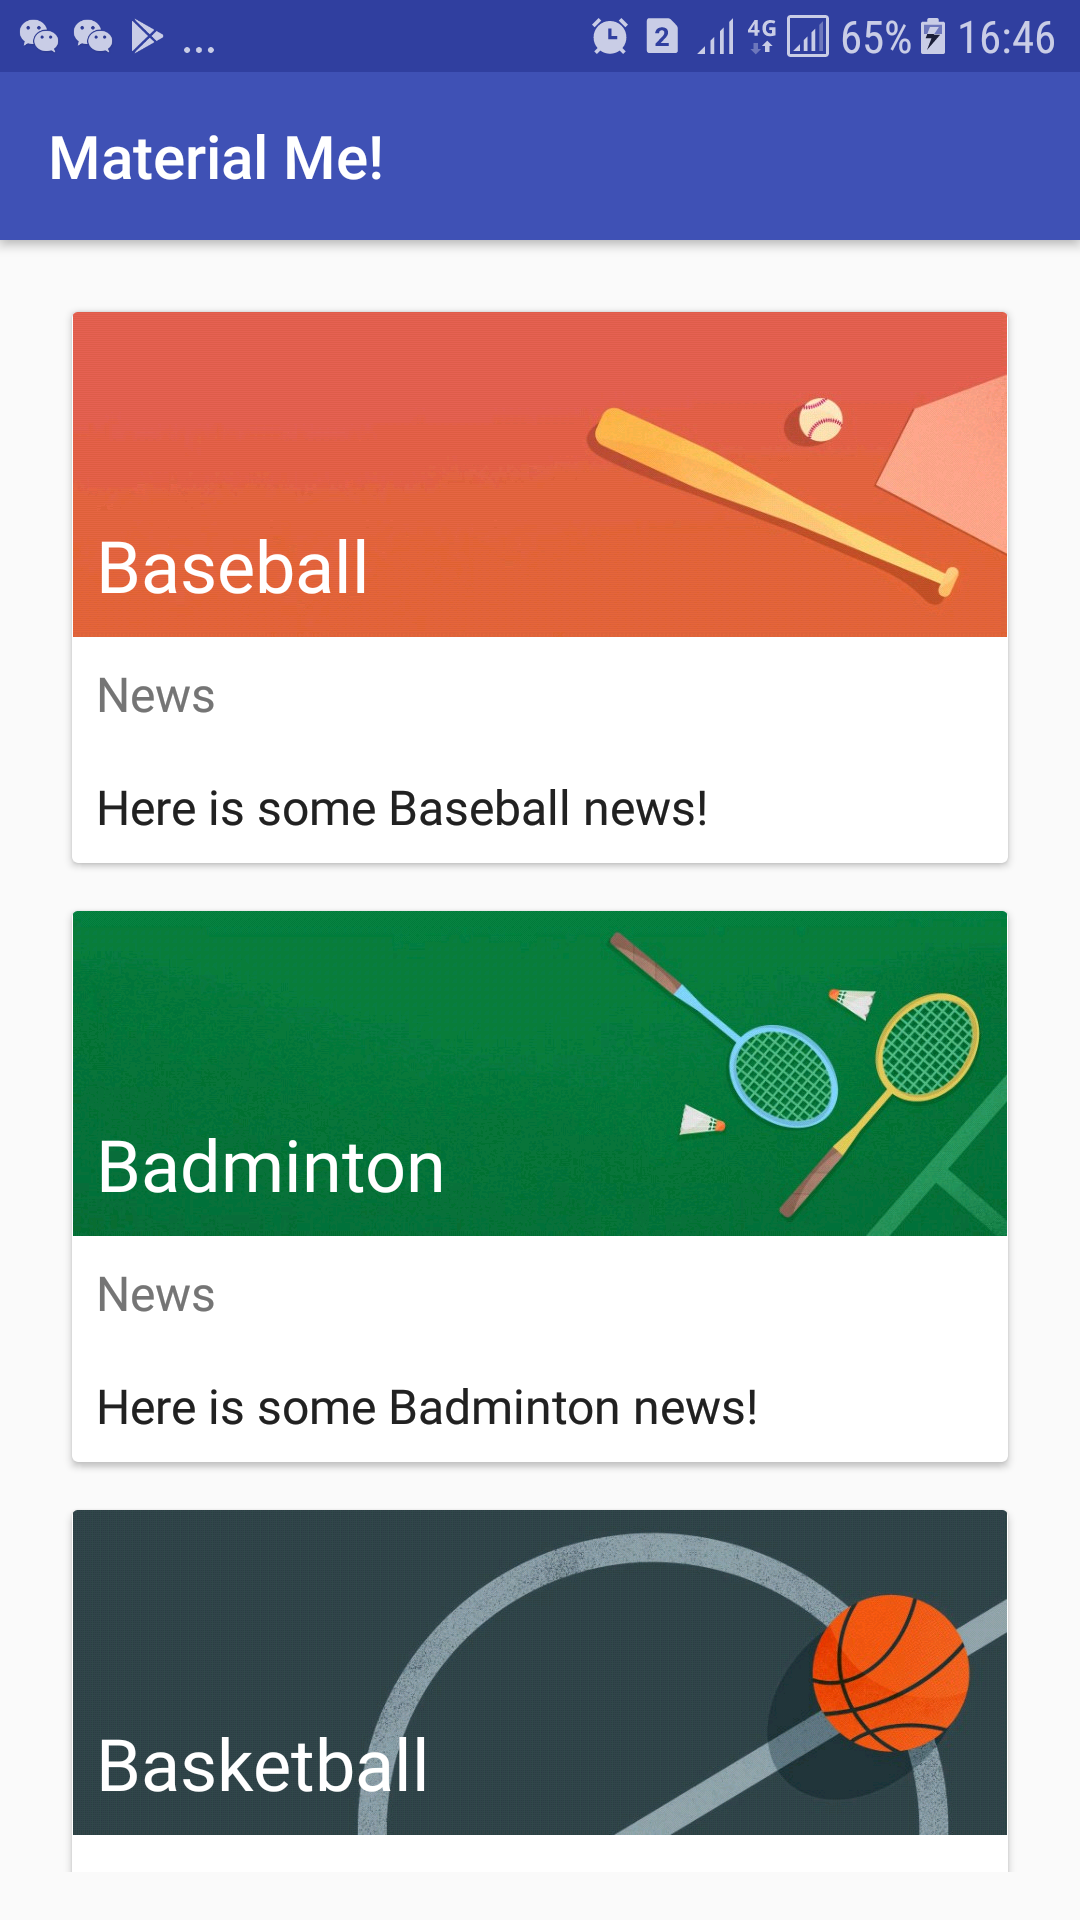 ... 2 4G 65% 16:46
Material Me!
Baseball
News
Here is some Baseball news!
Badminton
News
Here is some Badminton news!
Basketball